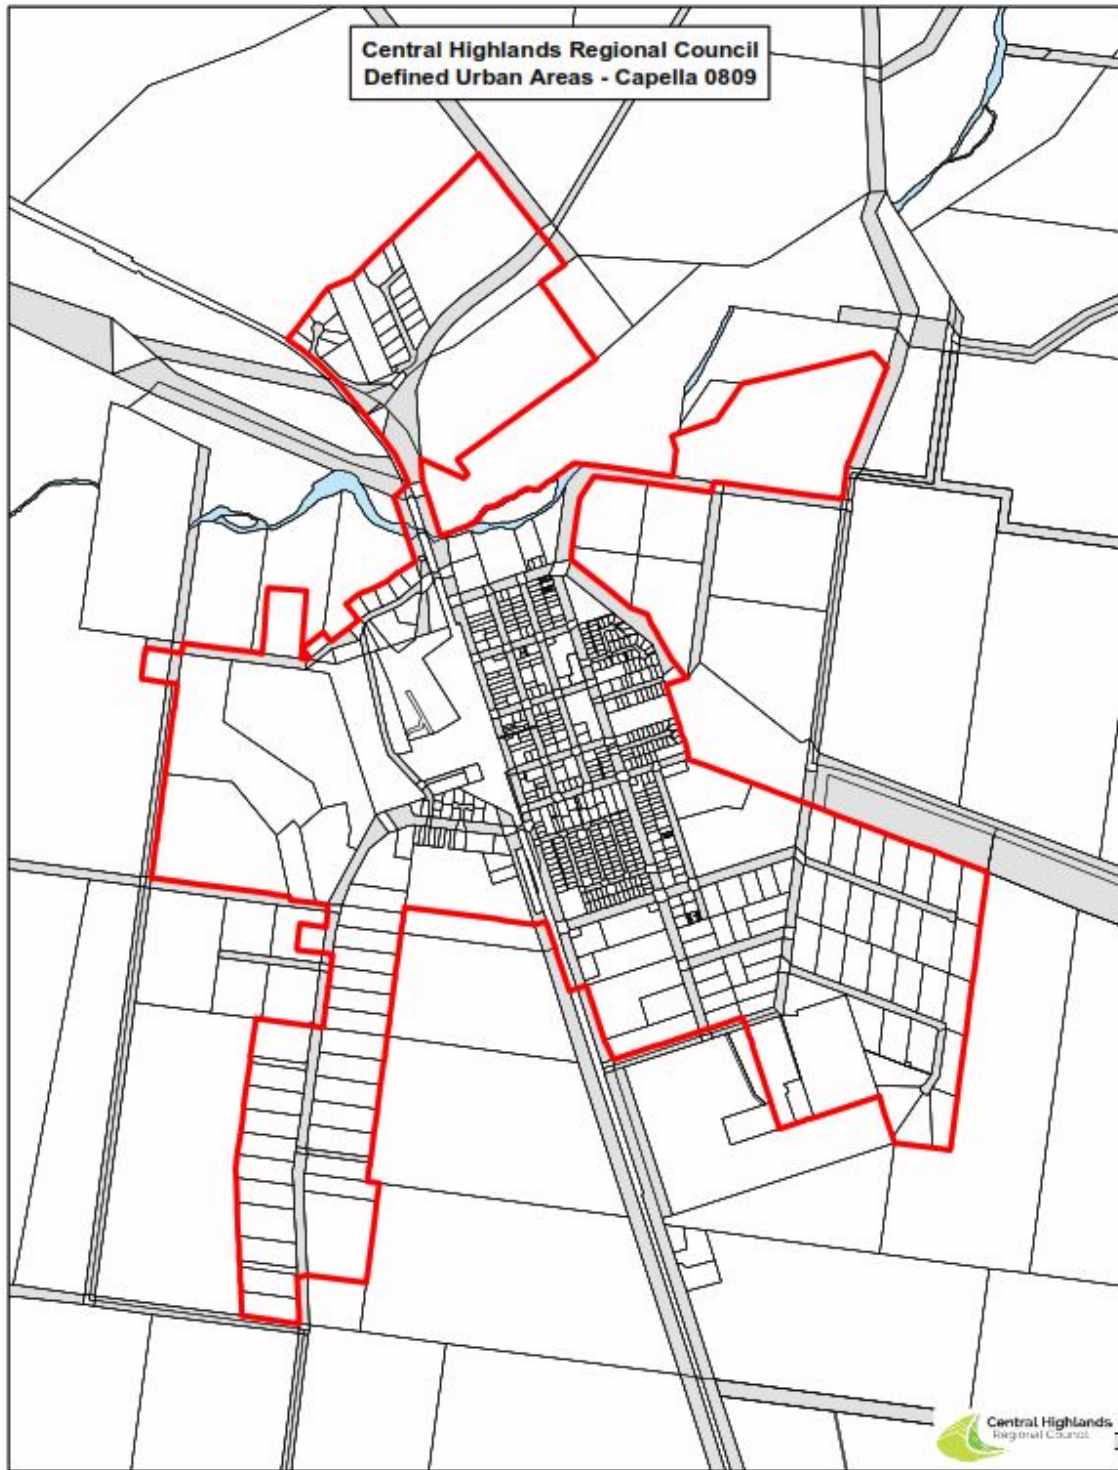 Central Highlands Regional Council
Defined Urban Areas - Capella 0809
Central Highlands
Regional Council